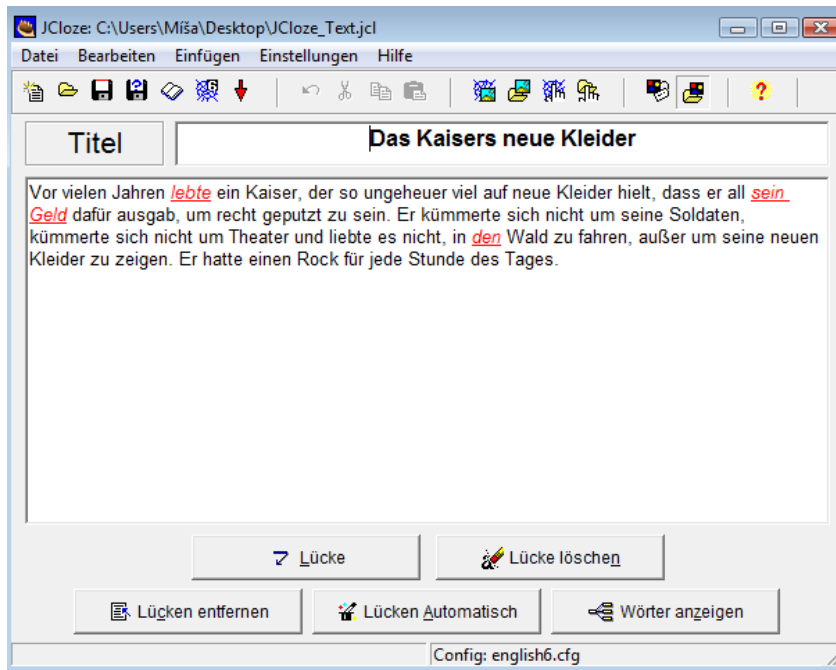 JCloze: C:\Users\Míša\Desktop\JCloze_Text.jcl
Datei Bearbeiten Einfügen Einstellungen Hilfe
Titel
Das Kaisers neue Kleider
Vor vielen Jahren lebte ein Kaiser, der so ungeheuer viel auf neue Kleider hielt, dass er all sein
Geld dafür ausgab, um recht geputzt zu sein. Er kümmerte sich nicht um seine Soldaten,
kümmerte sich nicht um Theater und liebte es nicht, in den Wald zu fahren, außer um seine neuen
Kleider zu zeigen. Er hatte einen Rock für jede Stunde des Tages.
Lücke
Lücke löschen
Lücken entfernen
Lücken Automatisch
Wörter anzeigen
Config: english6.cfg